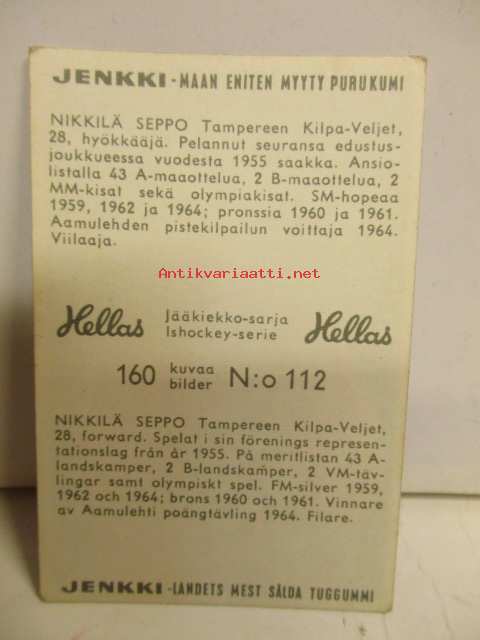 JENKKI - MAAN ENITEN MYYTY PURUKUMI
NIKKILÄ SEPPO Tampereen Kilpa-Veljet,
28, hyökkääjä. Pelannut seuransa edustus-
joukkueessa vuodesta 1955 saakka. Ansio-
listalla 43 A-maaottelua, 2 B-maaottelua, 2
MM-kisat sekä olympiakisat. SM-hopeaa
1959, 1962 ja 1964; pronssia 1960 ja 1961.
Aamulehden pistekilpailun voittaja 1964.
Viilaaja.
Antikvariaatti.net
Hellas Jääkiekko-sarja Hellas
Ishockey-serie
160 kuvaa N:o 112
bilder
NIKKILÄ SEPPO Tampereen Kilpa-Veljet,
28, forward. Spelat i sin förenings represen-
tationslag från år 1955. På meritlistan 43 A-
landskamper, 2 B-landskamper, 2 VM-täv-
lingar samt olympiskt spel. FM-silver 1959,
1962 och 1964; brons 1960 och 1961. Vinnare
av Aamulehti poängtävling 1964. Filare.
JENKKI - LANDETS MEST SÅLDA TUGGUMMI